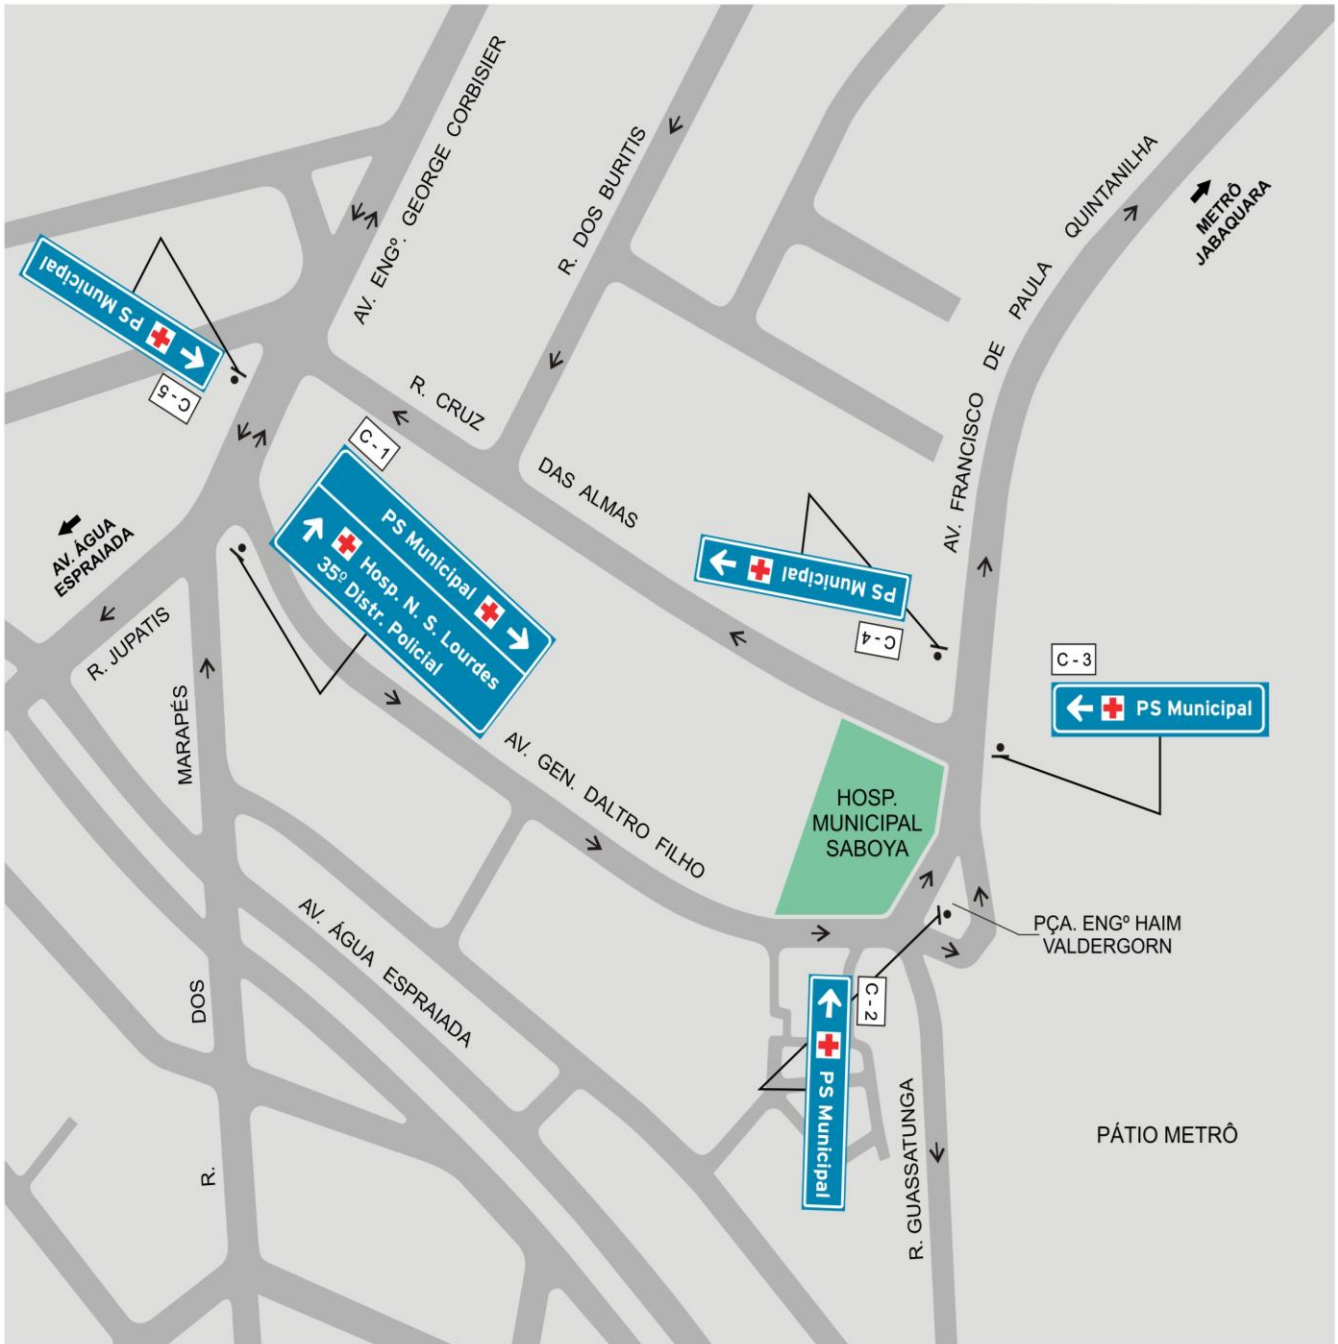 AV. ENGº. GEORGE CORBISIER
R. DOS BURITIS
AV. FRANCISCO DE PAULA QUINTANILHA
METRÔ
JABAQUARA
PS Municipal
C - 5
R. CRUZ DAS ALMAS
C - 1
PS Municipal
Hosp. N. S. Lourdes
35º Distr. Policial
AV. ÁGUA
ESPRAIADA
R. JUPATIS
PS Municipal
C - 4
C - 3
PS Municipal
R. DOS MARAPÉS
AV. GEN. DALTRO FILHO
HOSP.
MUNICIPAL
SABOYA
AV. ÁGUA ESPRAIADA
PÇA. ENGº HAIM
VALDERGORN
C - 2
PS Municipal
R. GUASSATUNGA
PÁTIO METRÔ